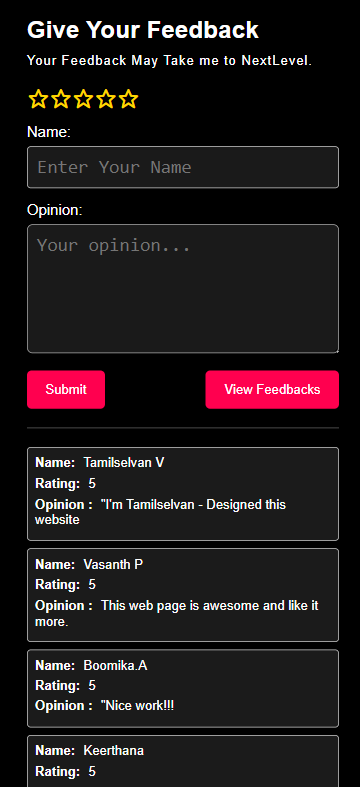 Give Your Feedback
Your Feedback May Take me to NextLevel.
Name:
Enter Your Name
Opinion:
Your opinion...
Submit
View Feedbacks
Name: Tamilselvan V
Rating: 5
Opinion : "I'm Tamilselvan - Designed this
website
Name: Vasanth P
Rating: 5
Opinion : This web page is awesome and like it
more.
Name: Boomika.A
Rating: 5
Opinion : "Nice work!!!
Name: Keerthana
Rating: 5